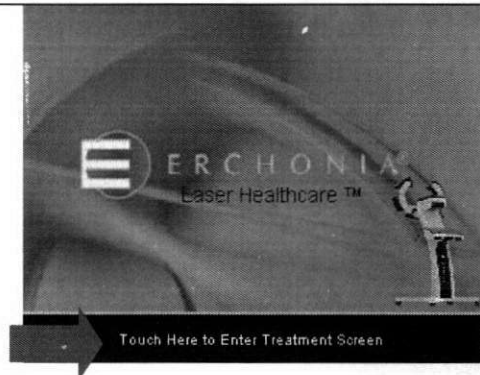 E ERCHONIA
Laser Healthcare ™
Touch Here to Enter Treatment Screen